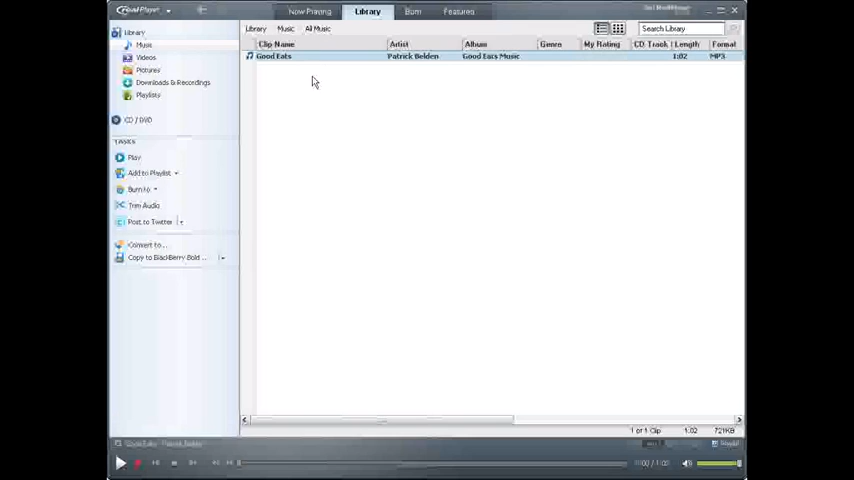 RealPlayer
Now Playing Library Burn Features
Library
Music
Videos
Pictures
Downloads & Recordings
Playlists
CD / DVD
TASKS
Play
Add to Playlist
Burn to
Trim Audio
Post to Twitter
Convert to...
Copy to BlackBerry Bold ...
Library Music All Music Search Library
Clip Name Artist Album Genre My Rating CD Track Length Format
Good Eats Patrick Belden Good Eats Music 1:02 MP3
1 of 1 Clip 1:02 721KB